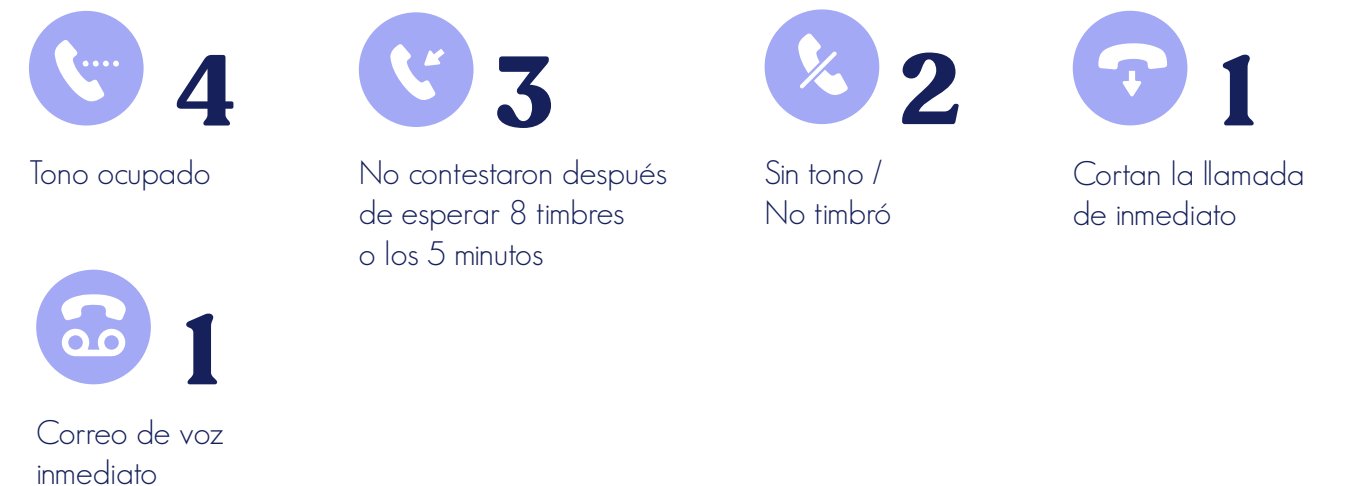 4
Tono ocupado
3
No contestaron después
de esperar 8 timbres
o los 5 minutos
2
Sin tono /
No timbró
1
Cortan la llamada
de inmediato
1
Correo de voz
inmediato